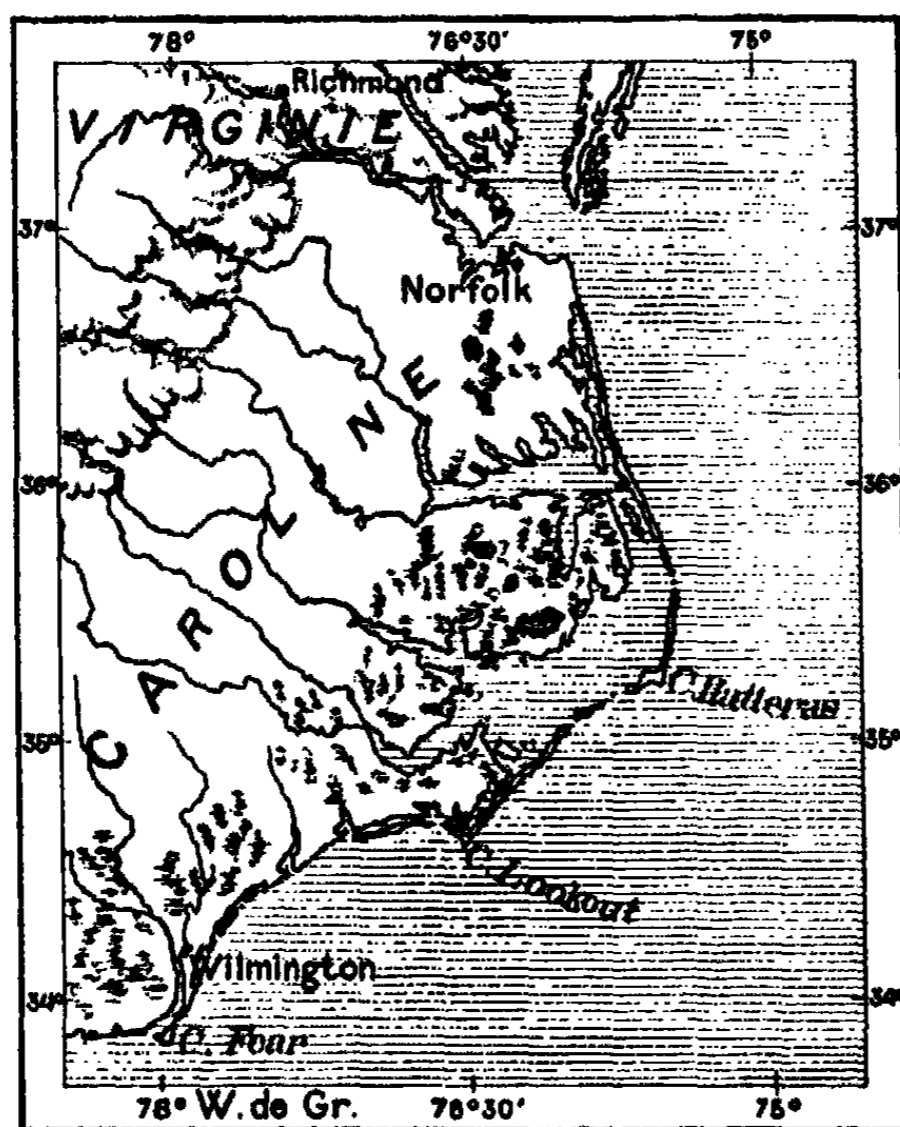 78° 76°30' 75°
Richmond
VIRGINIE
37° 37°
Norfolk
36° 36°
CAROLINE
C. Hatteras
35° 35°
C. Lookout
Wilmington
34° 34°
C. Fear
78° W. de Gr. 76°30' 75°